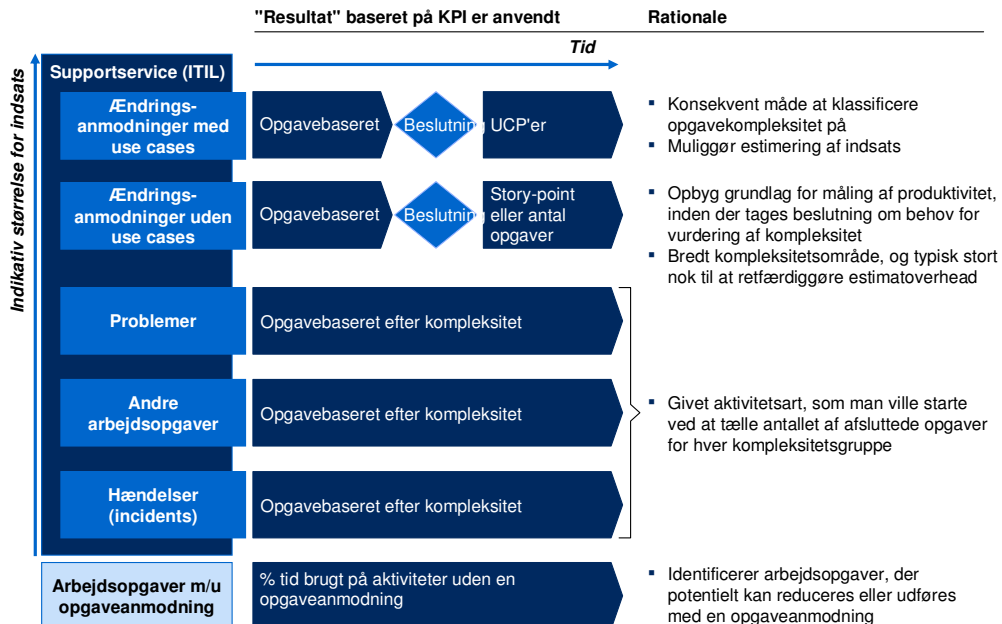 "Resultat" baseret på KPI er anvendt
Rationale
Tid
Indikativ størrelse for indsats
Supportservice (ITIL)
Ændrings-
anmodninger med
use cases
Opgavebaseret
Beslutning
UCP'er
Konsekvent måde at klassificere
opgavekompleksitet på
Muliggør estimering af indsats
Ændrings-
anmodninger uden
use cases
Opgavebaseret
Beslutning
Story-point
eller antal
opgaver
Opbyg grundlag for måling af produktivitet,
inden der tages beslutning om behov for
vurdering af kompleksitet
Bredt kompleksitetsområde, og typisk stort
nok til at retfærdiggøre estimatoverhead
Problemer
Opgavebaseret efter kompleksitet
Andre
arbejdsopgaver
Opgavebaseret efter kompleksitet
Givet aktivitetsart, som man ville starte
ved at tælle antallet af afsluttede opgaver
for hver kompleksitetsgruppe
Hændelser
(incidents)
Opgavebaseret efter kompleksitet
Arbejdsopgaver m/u
opgaveanmodning
% tid brugt på aktiviteter uden en
opgaveanmodning
Identificerer arbejdsopgaver, der
potentielt kan reduceres eller udføres
med en opgaveanmodning